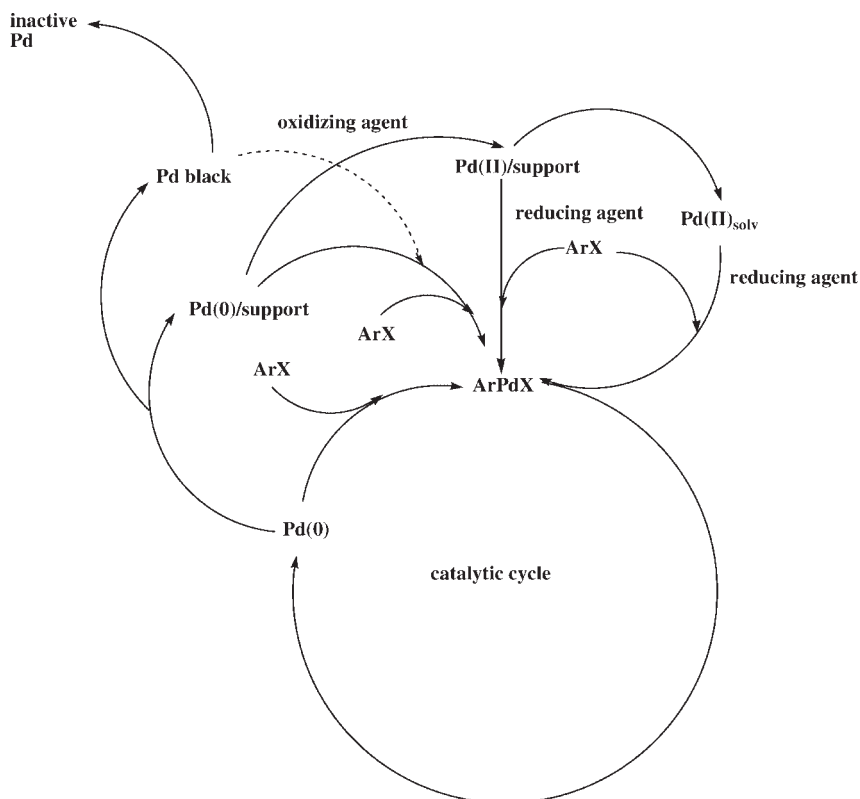 inactive
Pd
oxidizing agent
Pd black
Pd(II)/support
reducing agent
Pd(II)solv
ArX
reducing agent
Pd(0)/support
ArX
ArX
ArPdX
Pd(0)
catalytic cycle